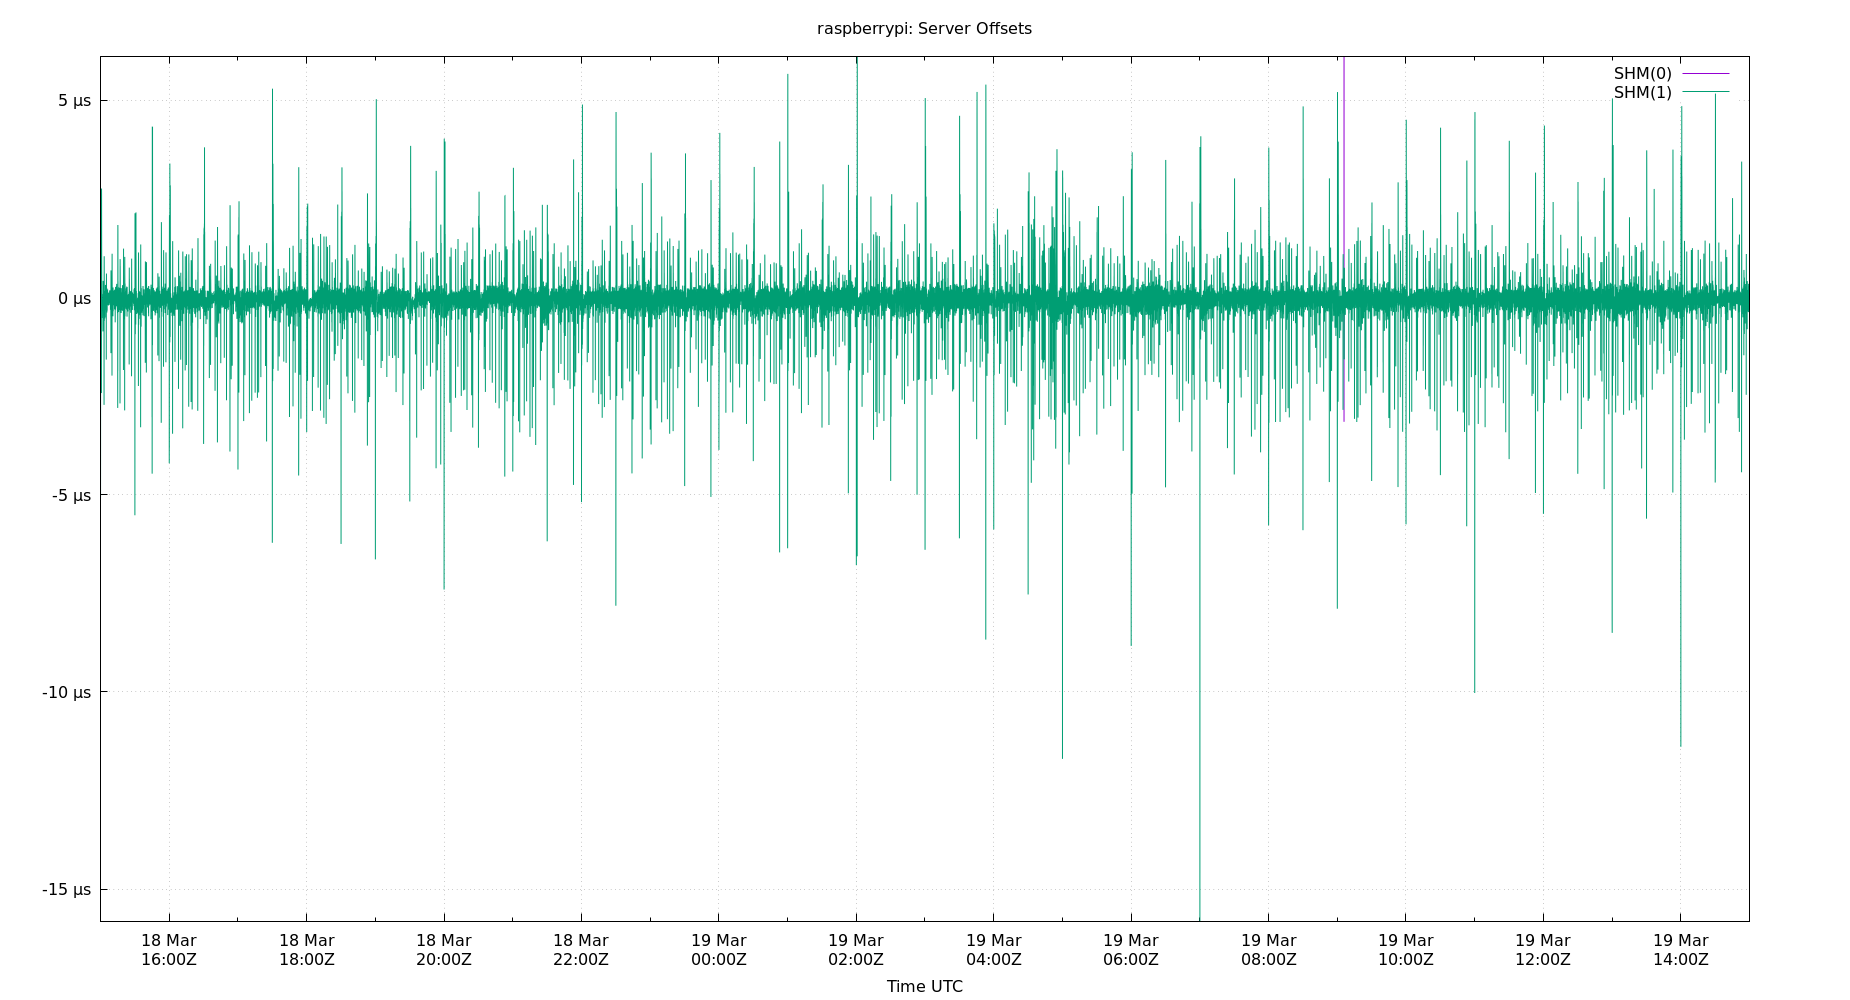 raspberrypi: Server Offsets
SHM(0)
SHM(1)
5 µs
0 µs
-5 µs
-10 µs
-15 µs
18 Mar 18 Mar 18 Mar 18 Mar 19 Mar 19 Mar 19 Mar 19 Mar 19 Mar 19 Mar 19 Mar 19 Mar
16:00Z 18:00Z 20:00Z 22:00Z 00:00Z 02:00Z 04:00Z 06:00Z 08:00Z 10:00Z 12:00Z 14:00Z
Time UTC